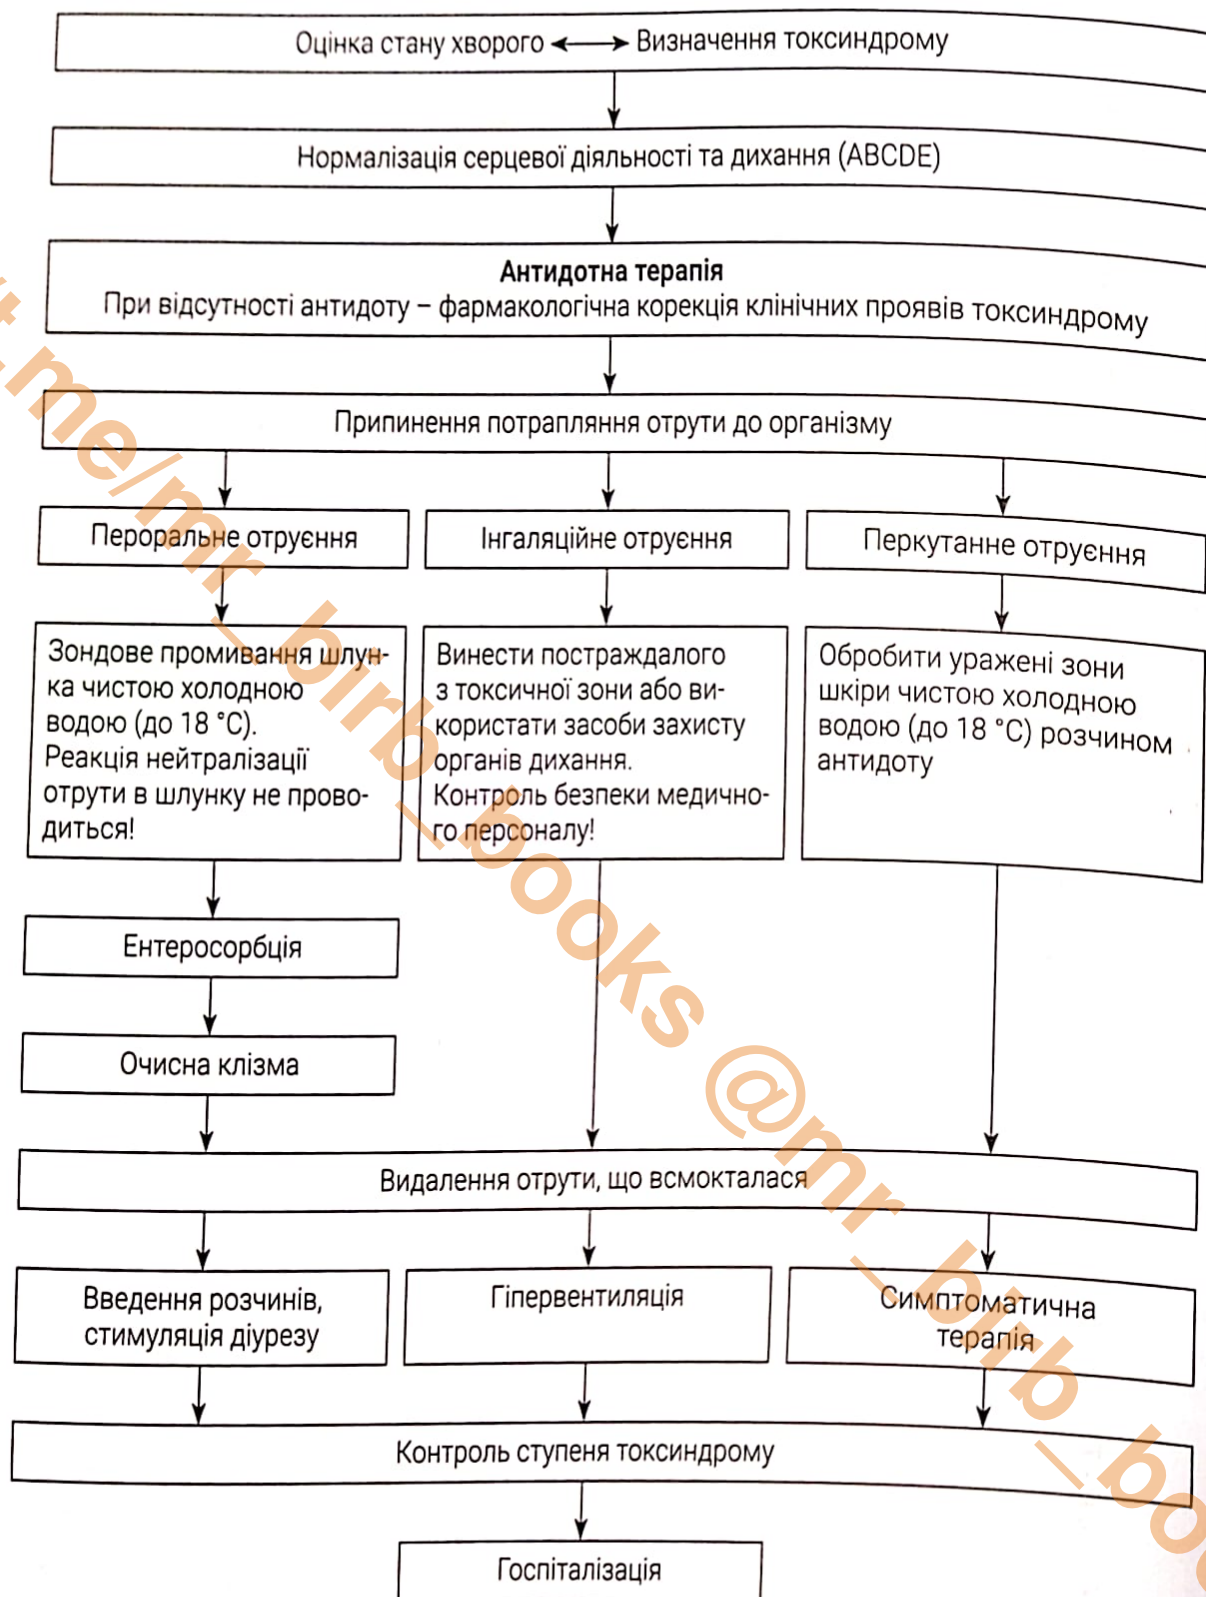 Оцінка стану хворого ⟷ Визначення токсиндрому
Нормалізація серцевої діяльності та дихання (ABCDE)
Антидотна терапія
При відсутності антидоту – фармакологічна корекція клінічних проявів токсиндрому
Припинення потрапляння отрути до організму
Пероральне отруєння
Інгаляційне отруєння
Перкутанне отруєння
Зондове промивання шлун-
ка чистою холодною
водою (до 18 °C).
Реакція нейтралізації
отрути в шлунку не прово-
диться!
Винести постраждалого
з токсичної зони або ви-
користати засоби захисту
органів дихання.
Контроль безпеки медично-
го персоналу!
Обробити уражені зони
шкіри чистою холодною
водою (до 18 °C) розчином
антидоту
Ентеросорбція
Очисна клізма
Видалення отрути, що всмокталася
Введення розчинів,
стимуляція діурезу
Гіпервентиляція
Симптоматична
терапія
Контроль ступеня токсиндрому
Госпіталізація
t.me/mr_birb_books @mr_birb_boo